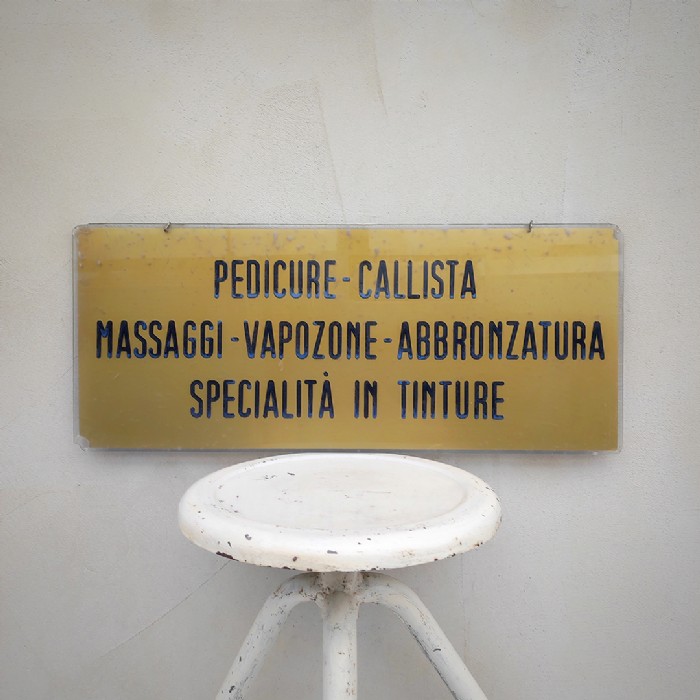 PEDICURE-CALLISTA
MASSAGGI-VAPOZONE-ABBRONZATURA
SPECIALITÀ IN TINTURE